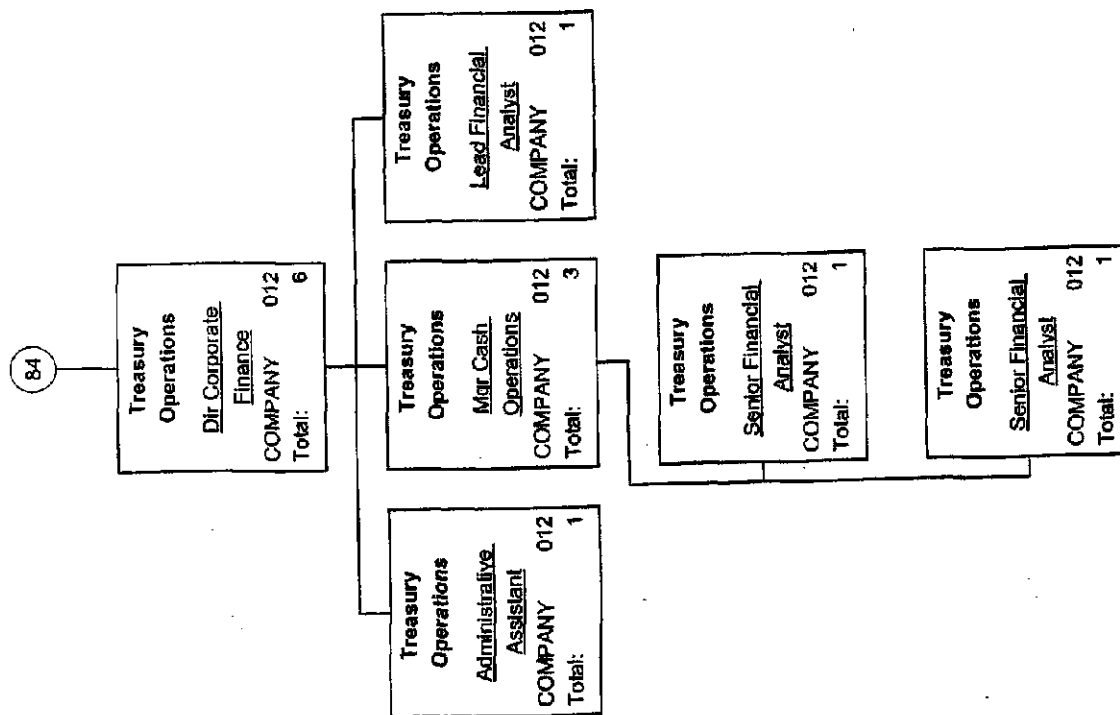 84
Treasury
Operations
Dir Corporate
Finance
COMPANY 012
Total: 6
Treasury
Operations
Administrative
Assistant
COMPANY 012
Total: 1
Treasury
Operations
Mgr Cash
Operations
COMPANY 012
Total: 3
Treasury
Operations
Lead Financial
Analyst
COMPANY 012
Total: 1
Treasury
Operations
Senior Financial
Analyst
COMPANY 012
Total: 1
Treasury
Operations
Senior Financial
Analyst
COMPANY 012
Total: 1